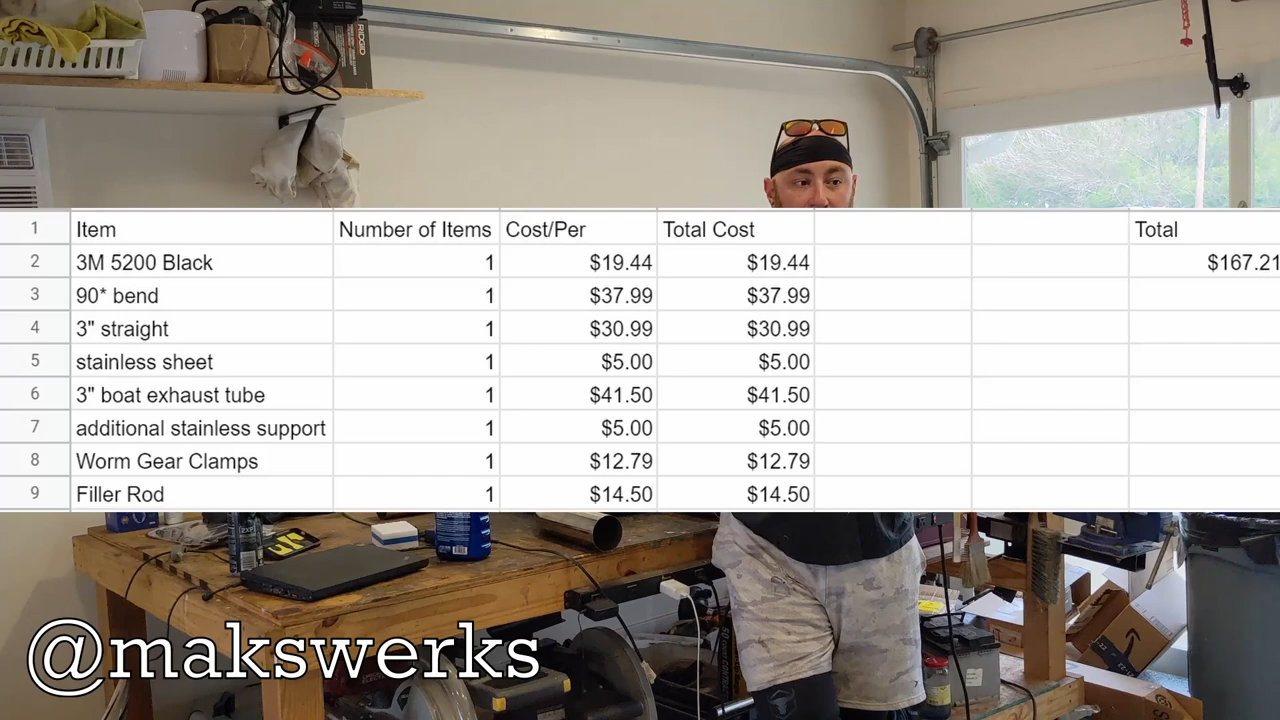 RIDGID
1 Item Number of Items Cost/Per Total Cost Total
2 3M 5200 Black 1 $19.44 $19.44 $167.21
3 90* bend 1 $37.99 $37.99
4 3" straight 1 $30.99 $30.99
5 stainless sheet 1 $5.00 $5.00
6 3" boat exhaust tube 1 $41.50 $41.50
7 additional stainless support 1 $5.00 $5.00
8 Worm Gear Clamps 1 $12.79 $12.79
9 Filler Rod 1 $14.50 $14.50
@makswerks